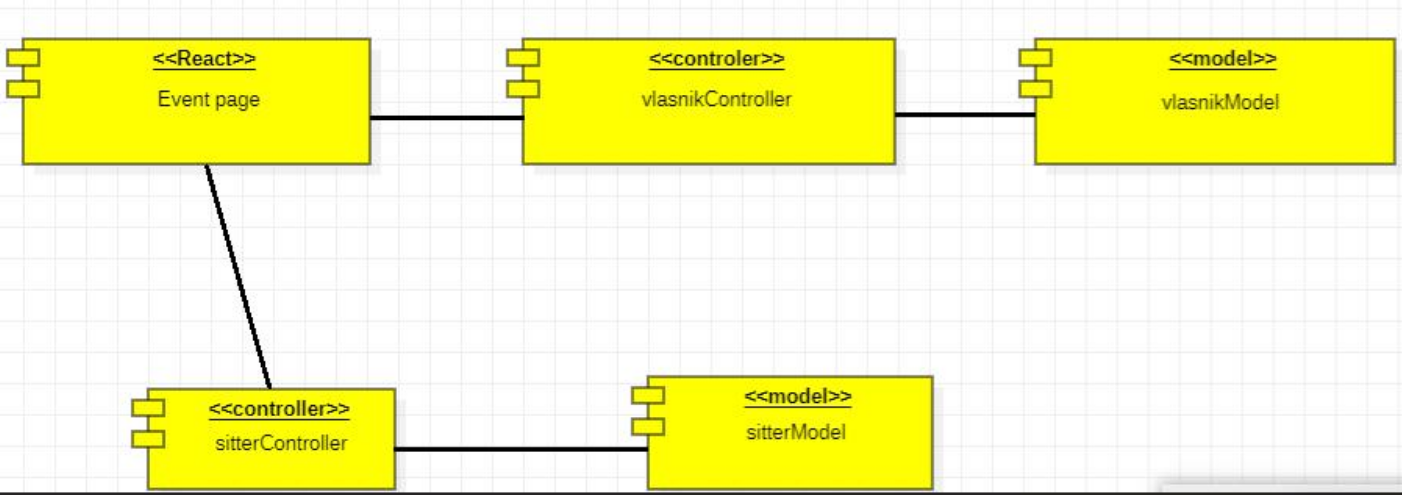 <<React>>
Event page
<<controler>>
vlasnikController
<<model>>
vlasnikModel
<<controller>>
sitterController
<<model>>
sitterModel